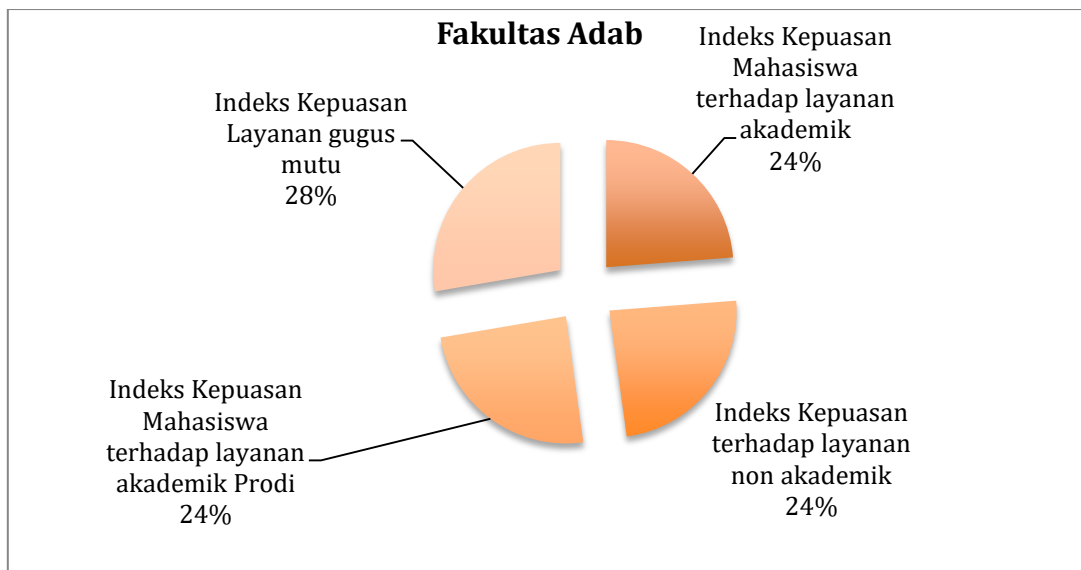 Fakultas Adab
Indeks Kepuasan
Mahasiswa
terhadap layanan
akademik
24%
Indeks Kepuasan
Layanan gugus
mutu
28%
Indeks Kepuasan
Mahasiswa
terhadap layanan
akademik Prodi
24%
Indeks Kepuasan
terhadap layanan
non akademik
24%